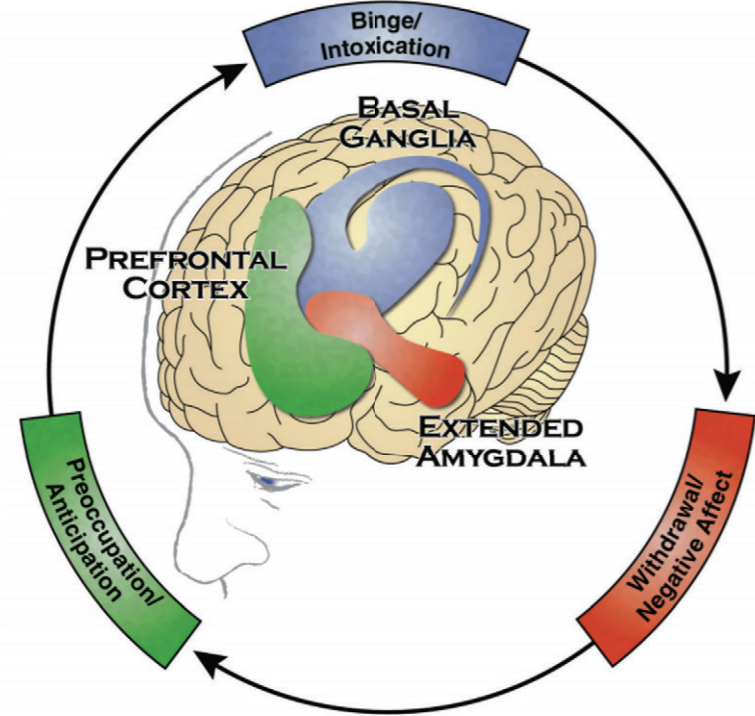 Binge/
Intoxication
BASAL
GANGLIA
PREFRONTAL
CORTEX
EXTENDED
AMYGDALA
Preoccupation/
Anticipation
Withdrawal/
Negative Affect